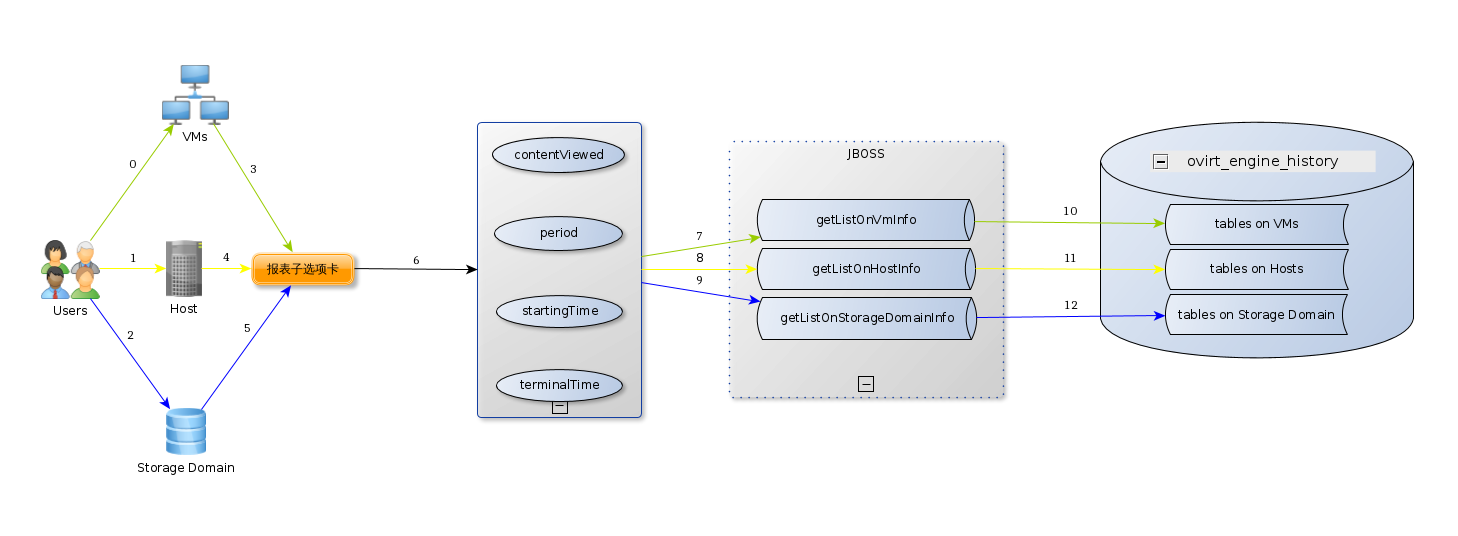 VMs
0
3
Users
1
Host
4
报表子选项卡
2
5
Storage Domain
6
contentViewed
period
startingTime
terminalTime
7
8
9
JBOSS
getListOnVmInfo
getListOnHostInfo
getListOnStorageDomainInfo
10
11
12
ovirt_engine_history
tables on VMs
tables on Hosts
tables on Storage Domain